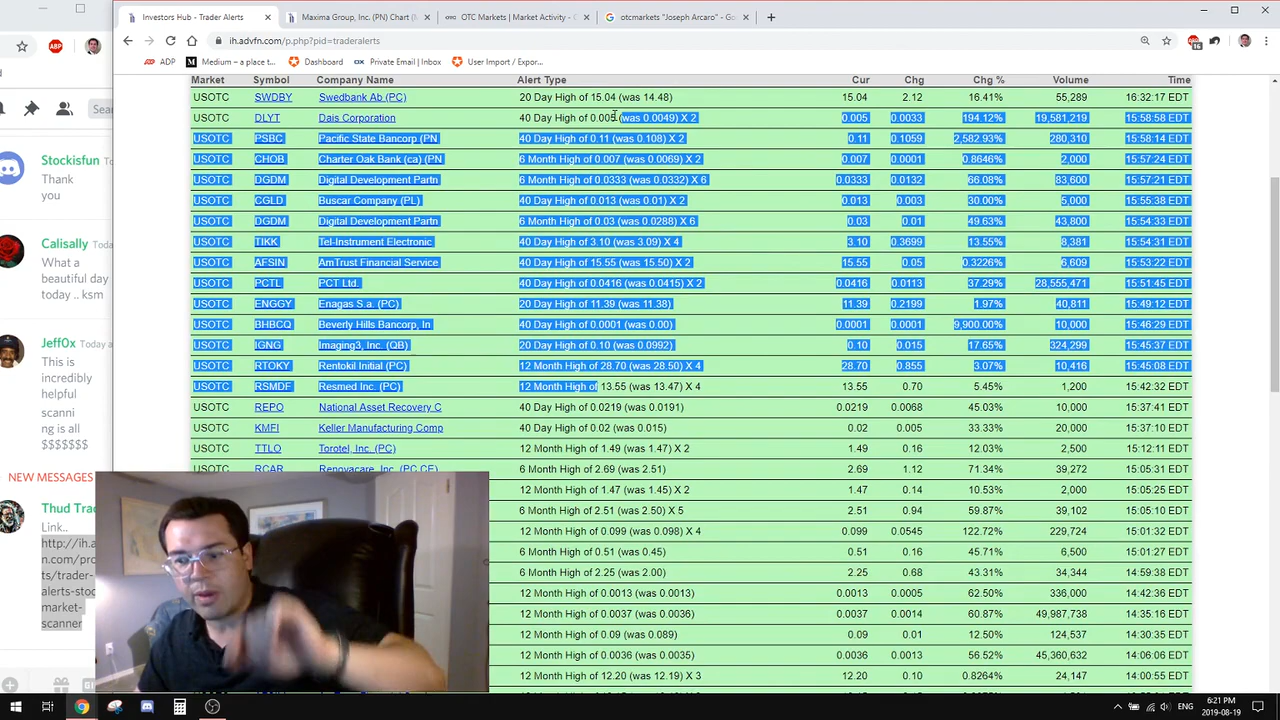 Investors Hub - Trader Alerts
Maxima Group, Inc. (PN) Chart (M
OTC Markets | Market Activity -
otcmarkets "Joseph Arcaro" - Go
ih.advfn.com/p.php?pid=traderalerts
ADP
Medium – a place t...
Dashboard
Private Email | Inbox
User Import / Expor...
Market Symbol Company Name Alert Type Cur Chg Chg % Volume Time
USOTC SWDBY Swedbank Ab (PC) 20 Day High of 15.04 (was 14.48) 15.04 2.12 16.41% 55,289 16:32:17 EDT
USOTC DLYT Dais Corporation 40 Day High of 0.005 (was 0.0049) X 2 0.005 0.0033 194.12% 19,581,219 15:58:58 EDT
USOTC PSBC Pacific State Bancorp (PN 40 Day High of 0.11 (was 0.108) X 2 0.11 0.1059 2,582.93% 280,310 15:58:14 EDT
USOTC CHOB Charter Oak Bank (ca) (PN 6 Month High of 0.007 (was 0.0069) X 2 0.007 0.0001 0.8646% 2,000 15:57:24 EDT
USOTC DGDM Digital Development Partn 6 Month High of 0.0333 (was 0.0332) X 6 0.0333 0.0132 66.08% 83,600 15:57:21 EDT
USOTC CGLD Buscar Company (PL) 40 Day High of 0.013 (was 0.01) X 2 0.013 0.003 30.00% 5,000 15:55:38 EDT
USOTC DGDM Digital Development Partn 6 Month High of 0.03 (was 0.0288) X 6 0.03 0.01 49.63% 43,800 15:54:33 EDT
USOTC TIKK Tel-Instrument Electronic 40 Day High of 3.10 (was 3.09) X 4 3.10 0.3699 13.55% 8,381 15:54:31 EDT
USOTC AFSIN AmTrust Financial Service 40 Day High of 15.55 (was 15.50) X 2 15.55 0.05 0.3226% 6,609 15:53:22 EDT
USOTC PCTL PCT Ltd. 40 Day High of 0.0416 (was 0.0415) X 2 0.0416 0.0113 37.29% 28,555,471 15:51:45 EDT
USOTC ENGGY Enagas S.a. (PC) 20 Day High of 11.39 (was 11.38) 11.39 0.2199 1.97% 40,811 15:49:12 EDT
USOTC BHBCQ Beverly Hills Bancorp, In 40 Day High of 0.0001 (was 0.00) 0.0001 0.0001 9,900.00% 10,000 15:46:29 EDT
USOTC IGNG Imaging3, Inc. (QB) 20 Day High of 0.10 (was 0.0992) 0.10 0.015 17.65% 324,299 15:45:37 EDT
USOTC RTOKY Rentokil Initial (PC) 12 Month High of 28.70 (was 28.50) X 4 28.70 0.855 3.07% 10,416 15:45:08 EDT
USOTC RSMDF Resmed Inc. (PC) 12 Month High of 13.55 (was 13.47) X 4 13.55 0.70 5.45% 1,200 15:42:32 EDT
USOTC REPO National Asset Recovery C 40 Day High of 0.0219 (was 0.0191) 0.0219 0.0068 45.03% 10,000 15:37:41 EDT
USOTC KMFI Keller Manufacturing Comp 40 Day High of 0.02 (was 0.015) 0.02 0.005 33.33% 20,000 15:37:10 EDT
USOTC TTLO Torotel, Inc. (PC) 12 Month High of 1.49 (was 1.47) X 2 1.49 0.16 12.03% 2,500 15:12:11 EDT
USOTC RCAR Renovacare, Inc. (PC CE) 6 Month High of 2.69 (was 2.51) 2.69 1.12 71.34% 39,272 15:05:31 EDT
12 Month High of 1.47 (was 1.45) X 2 1.47 0.14 10.53% 2,000 15:05:25 EDT
6 Month High of 2.51 (was 2.50) X 5 2.51 0.94 59.87% 39,102 15:05:10 EDT
12 Month High of 0.099 (was 0.098) X 4 0.099 0.0545 122.72% 229,724 15:01:32 EDT
6 Month High of 0.51 (was 0.45) 0.51 0.16 45.71% 6,500 15:01:27 EDT
6 Month High of 2.25 (was 2.00) 2.25 0.68 43.31% 34,344 14:59:38 EDT
12 Month High of 0.0013 (was 0.0013) 0.0013 0.0005 62.50% 336,000 14:42:36 EDT
12 Month High of 0.0037 (was 0.0036) 0.0037 0.0014 60.87% 49,987,738 14:35:16 EDT
12 Month High of 0.09 (was 0.089) 0.09 0.01 12.50% 124,537 14:30:35 EDT
12 Month High of 0.0036 (was 0.0035) 0.0036 0.0013 56.52% 45,360,632 14:06:06 EDT
12 Month High of 12.20 (was 12.19) X 3 12.20 0.10 0.8264% 24,147 14:00:55 EDT
Sear
Stockisfun
Thank
you
Calisally Toda
What a
beautiful day
today .. ksm
Jeff0x Today a
This is
incredibly
helpful
scanni
ng is all
$$$$$$$
NEW MESSAGES
Thud Trad
Link..
http://ih.a
n.com/pro
ts/trader-
alerts-stoc
market-
scanner
ENG
6:21 PM
2019-08-19